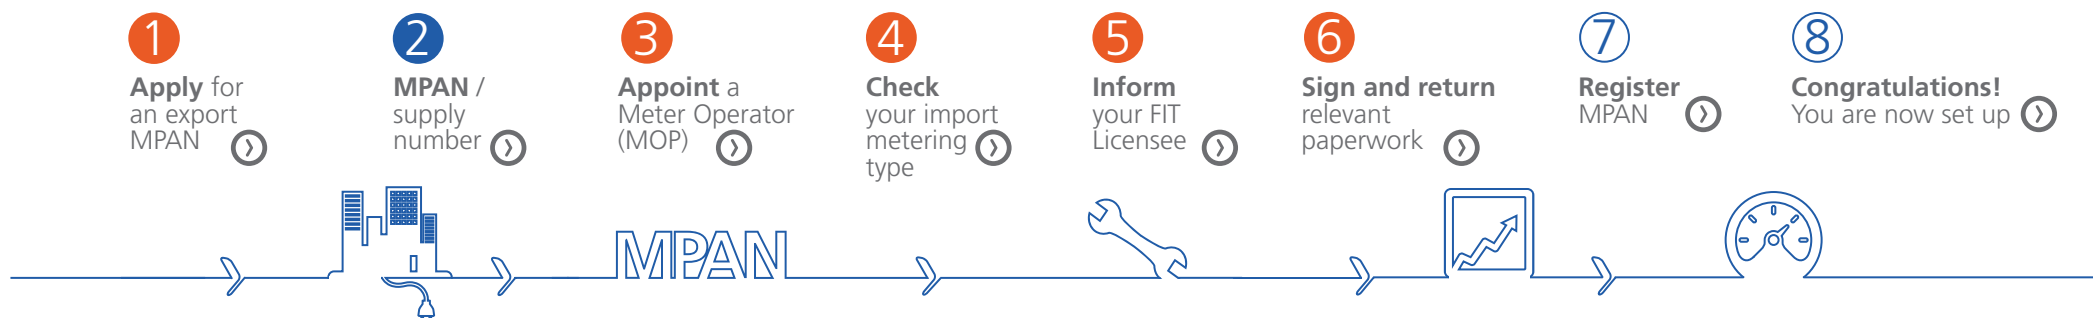 1
Apply for
an export
MPAN
2
MPAN /
supply
number
3
Appoint a
Meter Operator
(MOP)
4
Check
your import
metering
type
5
Inform
your FIT
Licensee
6
Sign and return
relevant
paperwork
7
Register
MPAN
8
Congratulations!
You are now set up
MPAN